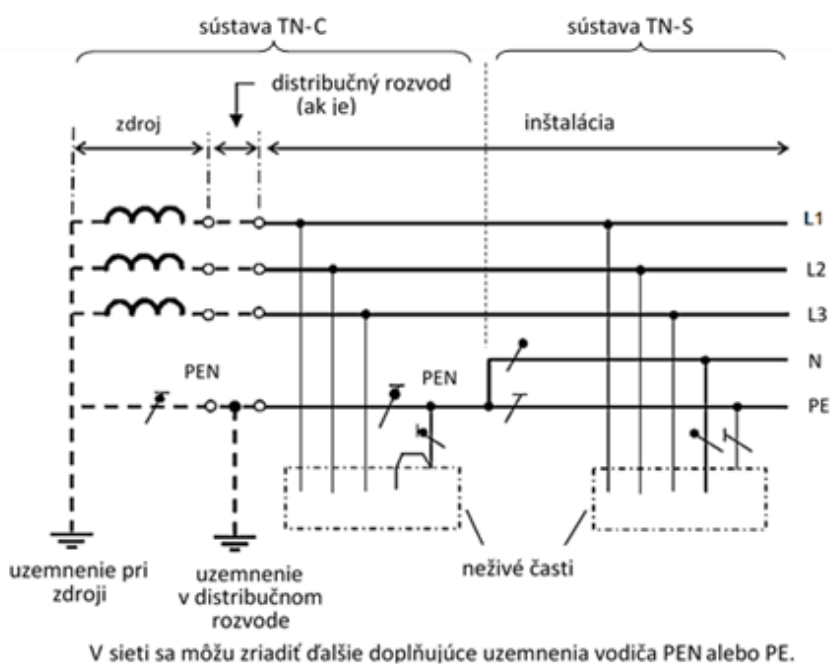 sústava TN-C
sústava TN-S
distribučný rozvod
(ak je)
zdroj
inštalácia
L1
L2
L3
N
PEN
PEN
PE
uzemnenie pri
zdroji
uzemnenie
v distribučnom
rozvode
neživé časti
V sieti sa môžu zriadiť ďalšie doplňujúce uzemnenia vodiča PEN alebo PE.